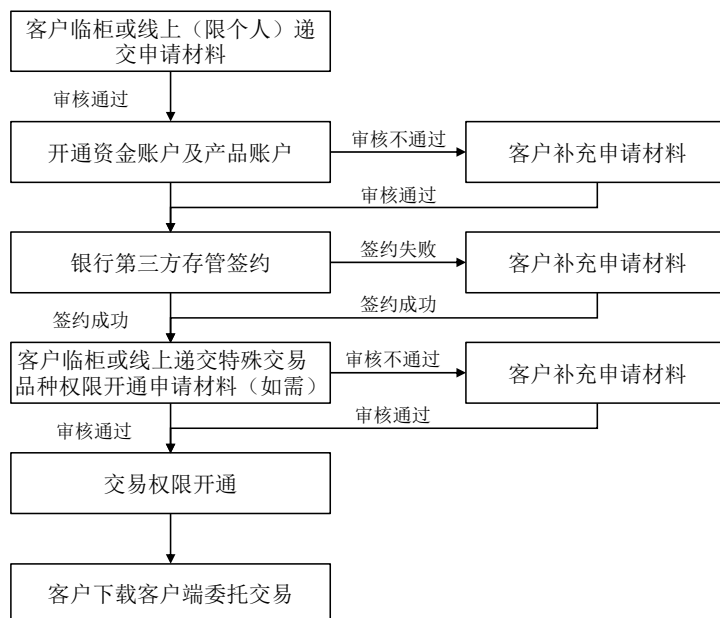 客户临柜或线上（限个人）递
交申请材料
审核通过
开通资金账户及产品账户
审核不通过
客户补充申请材料
审核通过
银行第三方存管签约
签约失败
客户补充申请材料
签约成功
签约成功
客户临柜或线上递交特殊交易
品种权限开通申请材料（如需）
审核不通过
客户补充申请材料
审核通过
审核通过
交易权限开通
客户下载客户端委托交易